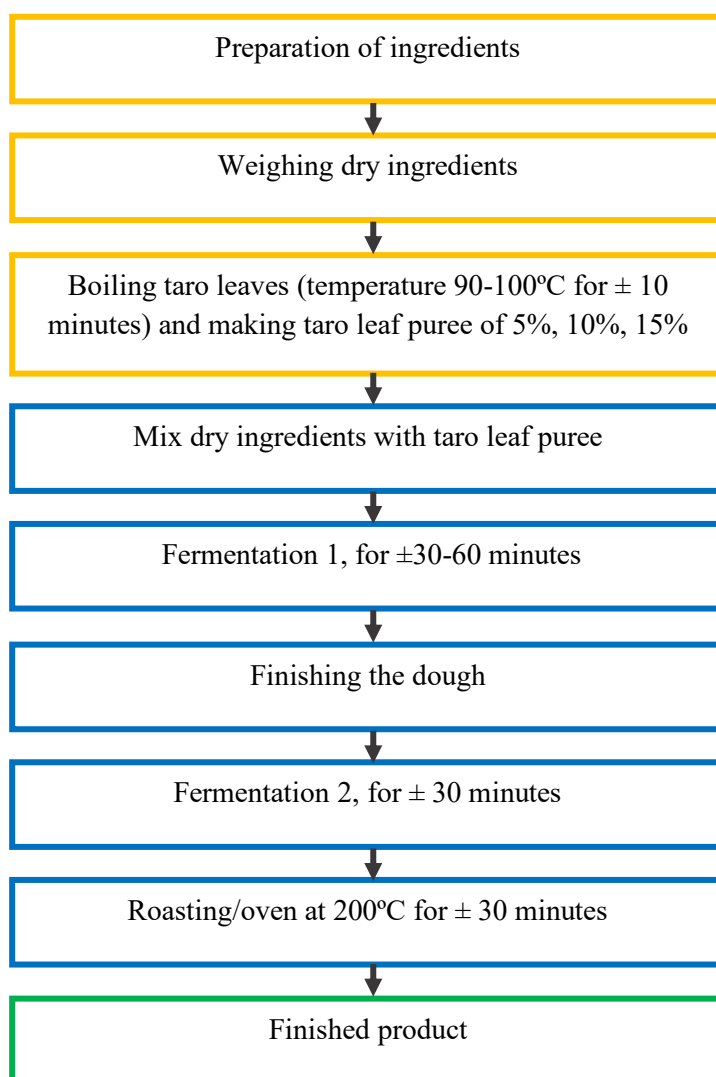 Preparation of ingredients
Weighing dry ingredients
Boiling taro leaves (temperature 90-100ºC for ± 10
minutes) and making taro leaf puree of 5%, 10%, 15%
Mix dry ingredients with taro leaf puree
Fermentation 1, for ±30-60 minutes
Finishing the dough
Fermentation 2, for ± 30 minutes
Roasting/oven at 200ºC for ± 30 minutes
Finished product